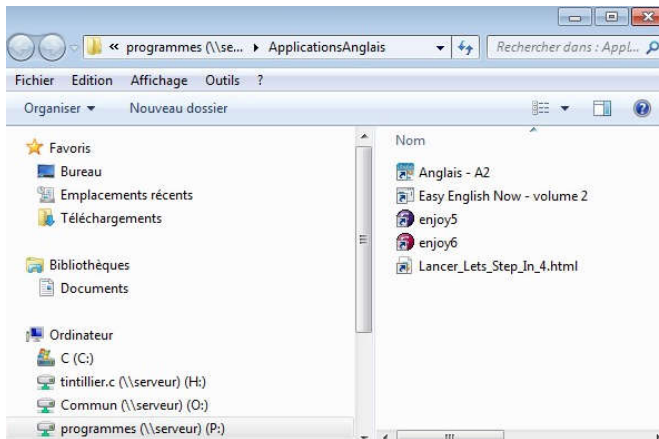 « programmes (\\se... ▸ ApplicationsAnglais
Rechercher dans : Appl...
Fichier Edition Affichage Outils ?
Organiser Nouveau dossier
Favoris
Bureau
Emplacements récents
Téléchargements
Bibliothèques
Documents
Ordinateur
C (C:)
tintillier.c (\\serveur) (H:)
Commun (\\serveur) (O:)
programmes (\\serveur) (P:)
Nom
Anglais - A2
Easy English Now - volume 2
enjoy5
enjoy6
Lancer_Lets_Step_In_4.html